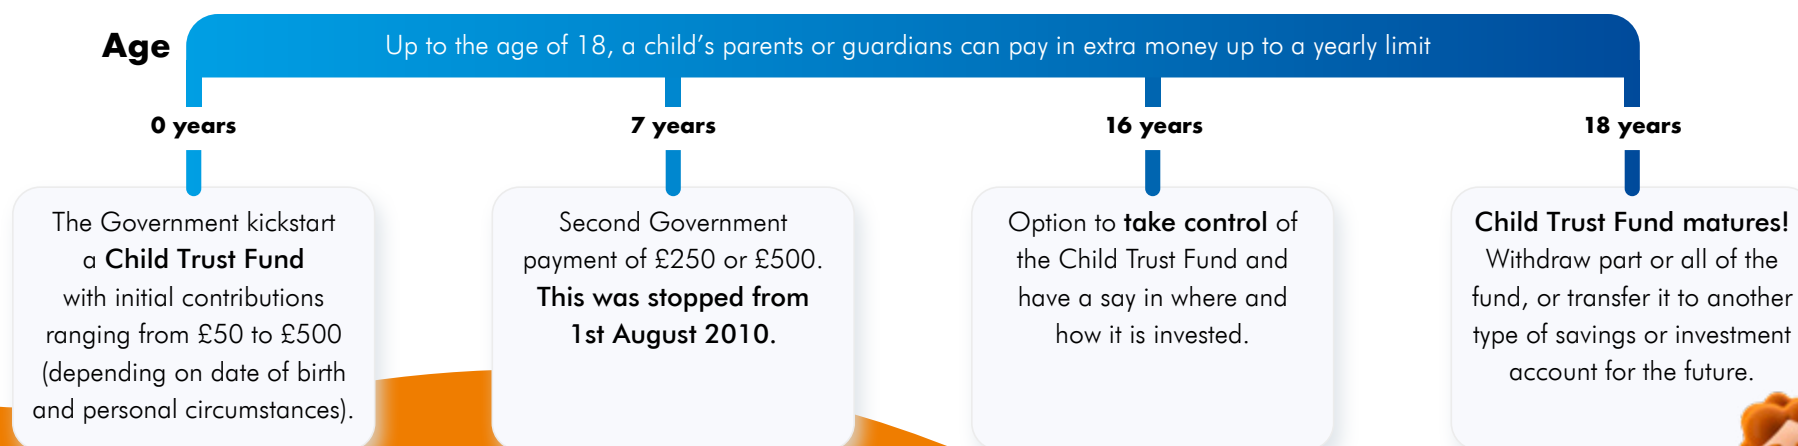 Age
Up to the age of 18, a child's parents or guardians can pay in extra money up to a yearly limit
0 years
The Government kickstart
a Child Trust Fund
with initial contributions
ranging from £50 to £500
(depending on date of birth
and personal circumstances).
7 years
Second Government
payment of £250 or £500.
This was stopped from
1st August 2010.
16 years
Option to take control of
the Child Trust Fund and
have a say in where and
how it is invested.
18 years
Child Trust Fund matures!
Withdraw part or all of the
fund, or transfer it to another
type of savings or investment
account for the future.